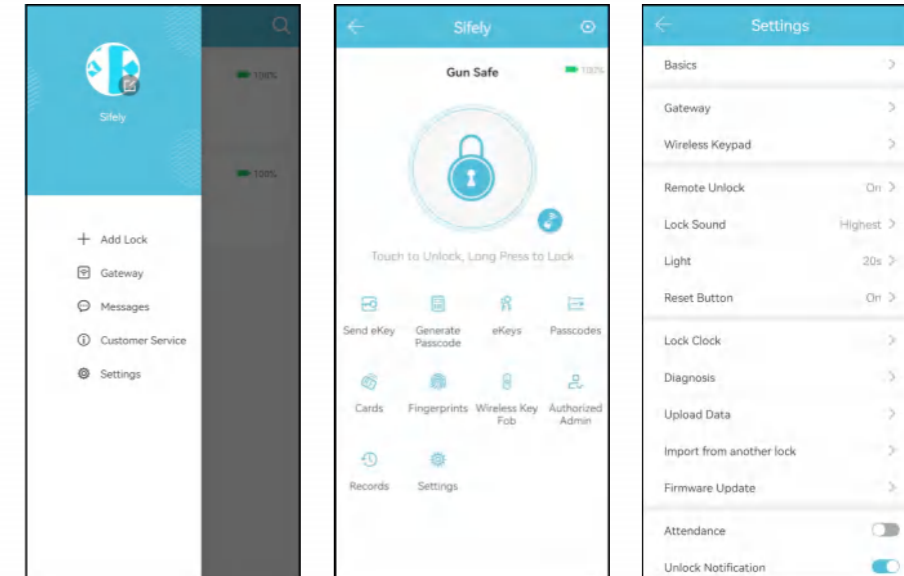 Sifely
100%
100%
Add Lock
Gateway
Messages
Customer Service
Settings
Sifely
Gun Safe
100%
Touch to Unlock, Long Press to Lock
Send eKey
Generate
Passcode
eKeys
Passcodes
Cards
Fingerprints
Wireless Key
Fob
Authorized
Admin
Records
Settings
Settings
Basics
Gateway
Wireless Keypad
Remote Unlock On
Lock Sound Highest
Light 20s
Reset Button On
Lock Clock
Diagnosis
Upload Data
Import from another lock
Firmware Update
Attendance
Unlock Notification